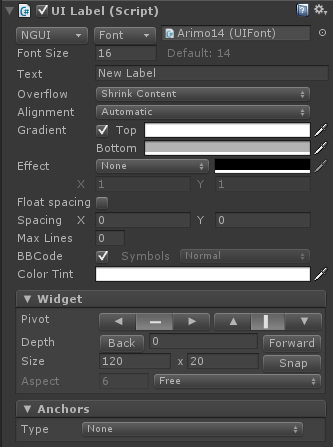 UI Label (Script)
NGUI Font Arimo14 (UIFont)
Font Size 16 Default: 14
Text New Label
Overflow Shrink Content
Alignment Automatic
Gradient Top
Bottom
Effect None
X 1 Y 1
Float spacing
Spacing X 0 Y 0
Max Lines 0
BBCode Symbols Normal
Color Tint
Widget
Pivot
Depth Back 0 Forward
Size 120 x 20 Snap
Aspect 6 Free
Anchors
Type None